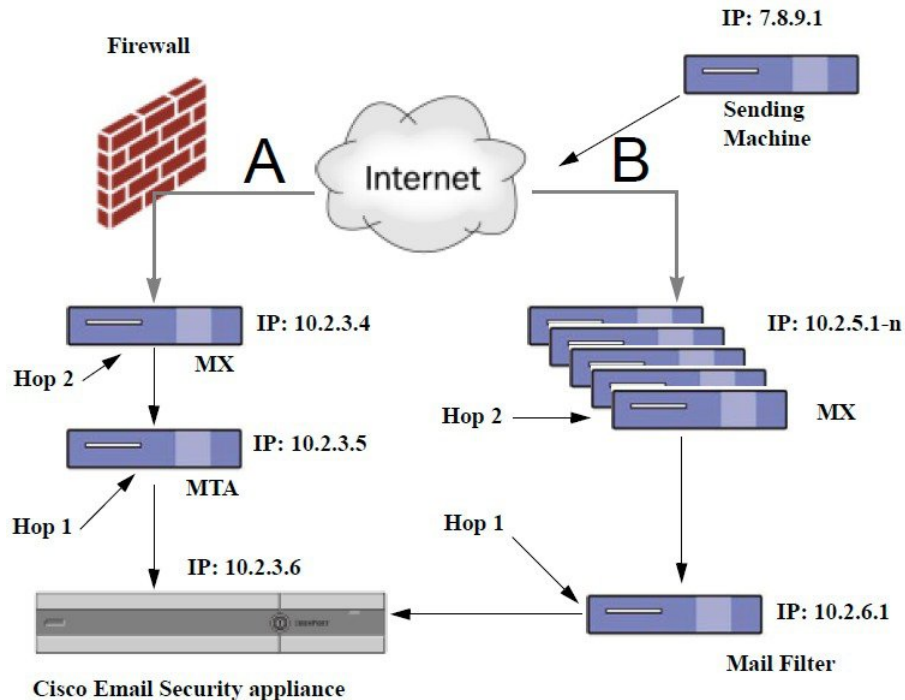 IP: 7.8.9.1
Firewall
Sending
Machine
A
Internet
B
IP: 10.2.3.4
MX
Hop 2
IP: 10.2.5.1-n
MX
Hop 2
IP: 10.2.3.5
MTA
Hop 1
Hop 1
IP: 10.2.3.6
IP: 10.2.6.1
Mail Filter
Cisco Email Security appliance